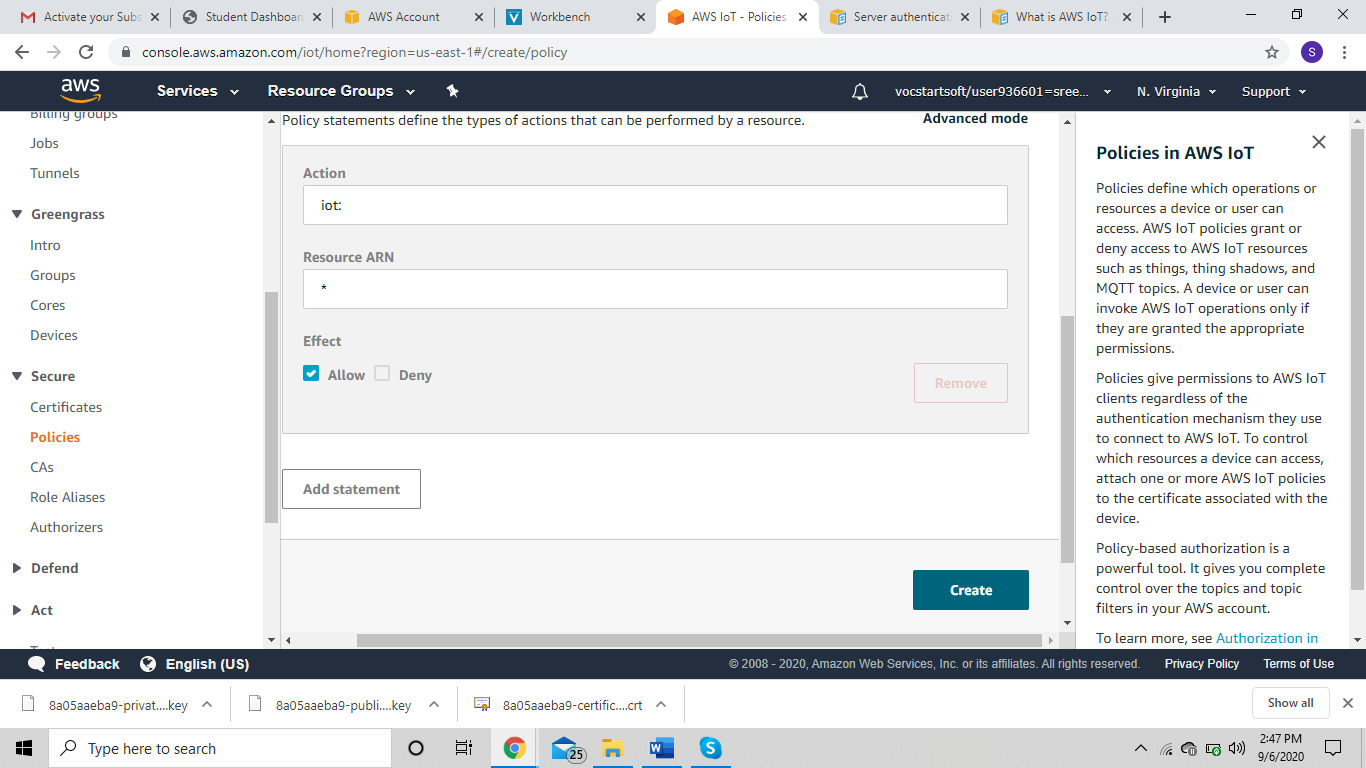 Activate your Subs
Student Dashboar
AWS Account
Workbench
AWS IoT - Policies
Server authenticat
What is AWS IoT?
console.aws.amazon.com/iot/home?region=us-east-1#/create/policy
S
aws
Services
Resource Groups
vocstartsoft/user936601=sree...
N. Virginia
Support
Billing groups
Jobs
Tunnels
Greengrass
Intro
Groups
Cores
Devices
Secure
Certificates
Policies
CAs
Role Aliases
Authorizers
Defend
Act
Policy statements define the types of actions that can be performed by a resource.
Advanced mode
Action
iot:
Resource ARN
*
Effect
Allow
Deny
Remove
Add statement
Create
Policies in AWS IoT
Policies define which operations or
resources a device or user can
access. AWS IoT policies grant or
deny access to AWS IoT resources
such as things, thing shadows, and
MQTT topics. A device or user can
invoke AWS IoT operations only if
they are granted the appropriate
permissions.
Policies give permissions to AWS IoT
clients regardless of the
authentication mechanism they use
to connect to AWS IoT. To control
which resources a device can access,
attach one or more AWS IoT policies
to the certificate associated with the
device.
Policy-based authorization is a
powerful tool. It gives you complete
control over the topics and topic
filters in your AWS account.
To learn more, see Authorization in
Feedback
English (US)
© 2008 - 2020, Amazon Web Services, Inc. or its affiliates. All rights reserved.
Privacy Policy
Terms of Use
8a05aaeba9-privat....key
8a05aaeba9-publi....key
8a05aaeba9-certific....crt
Show all
Type here to search
25
2:47 PM
9/6/2020